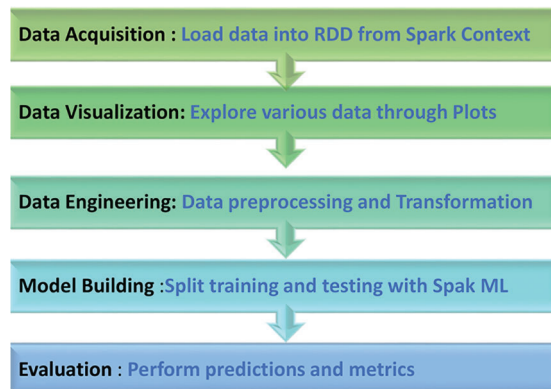 Data Acquisition : Load data into RDD from Spark Context
Data Visualization: Explore various data through Plots
Data Engineering: Data preprocessing and Transformation
Model Building :Split training and testing with Spak ML
Evaluation : Perform predictions and metrics